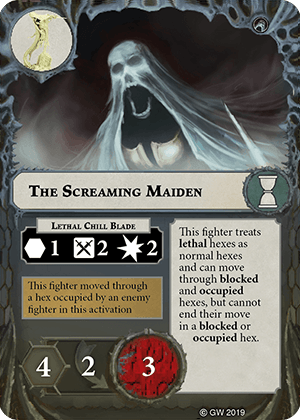 THE SCREAMING MAIDEN
LETHAL CHILL BLADE
1 2 2
This fighter moved through
a hex occupied by an enemy
fighter in this activation
This fighter treats
lethal hexes as
normal hexes
and can move
through blocked
and occupied
hexes, but cannot
end their move
in a blocked or
occupied hex.
4 2 3
© GW 2019